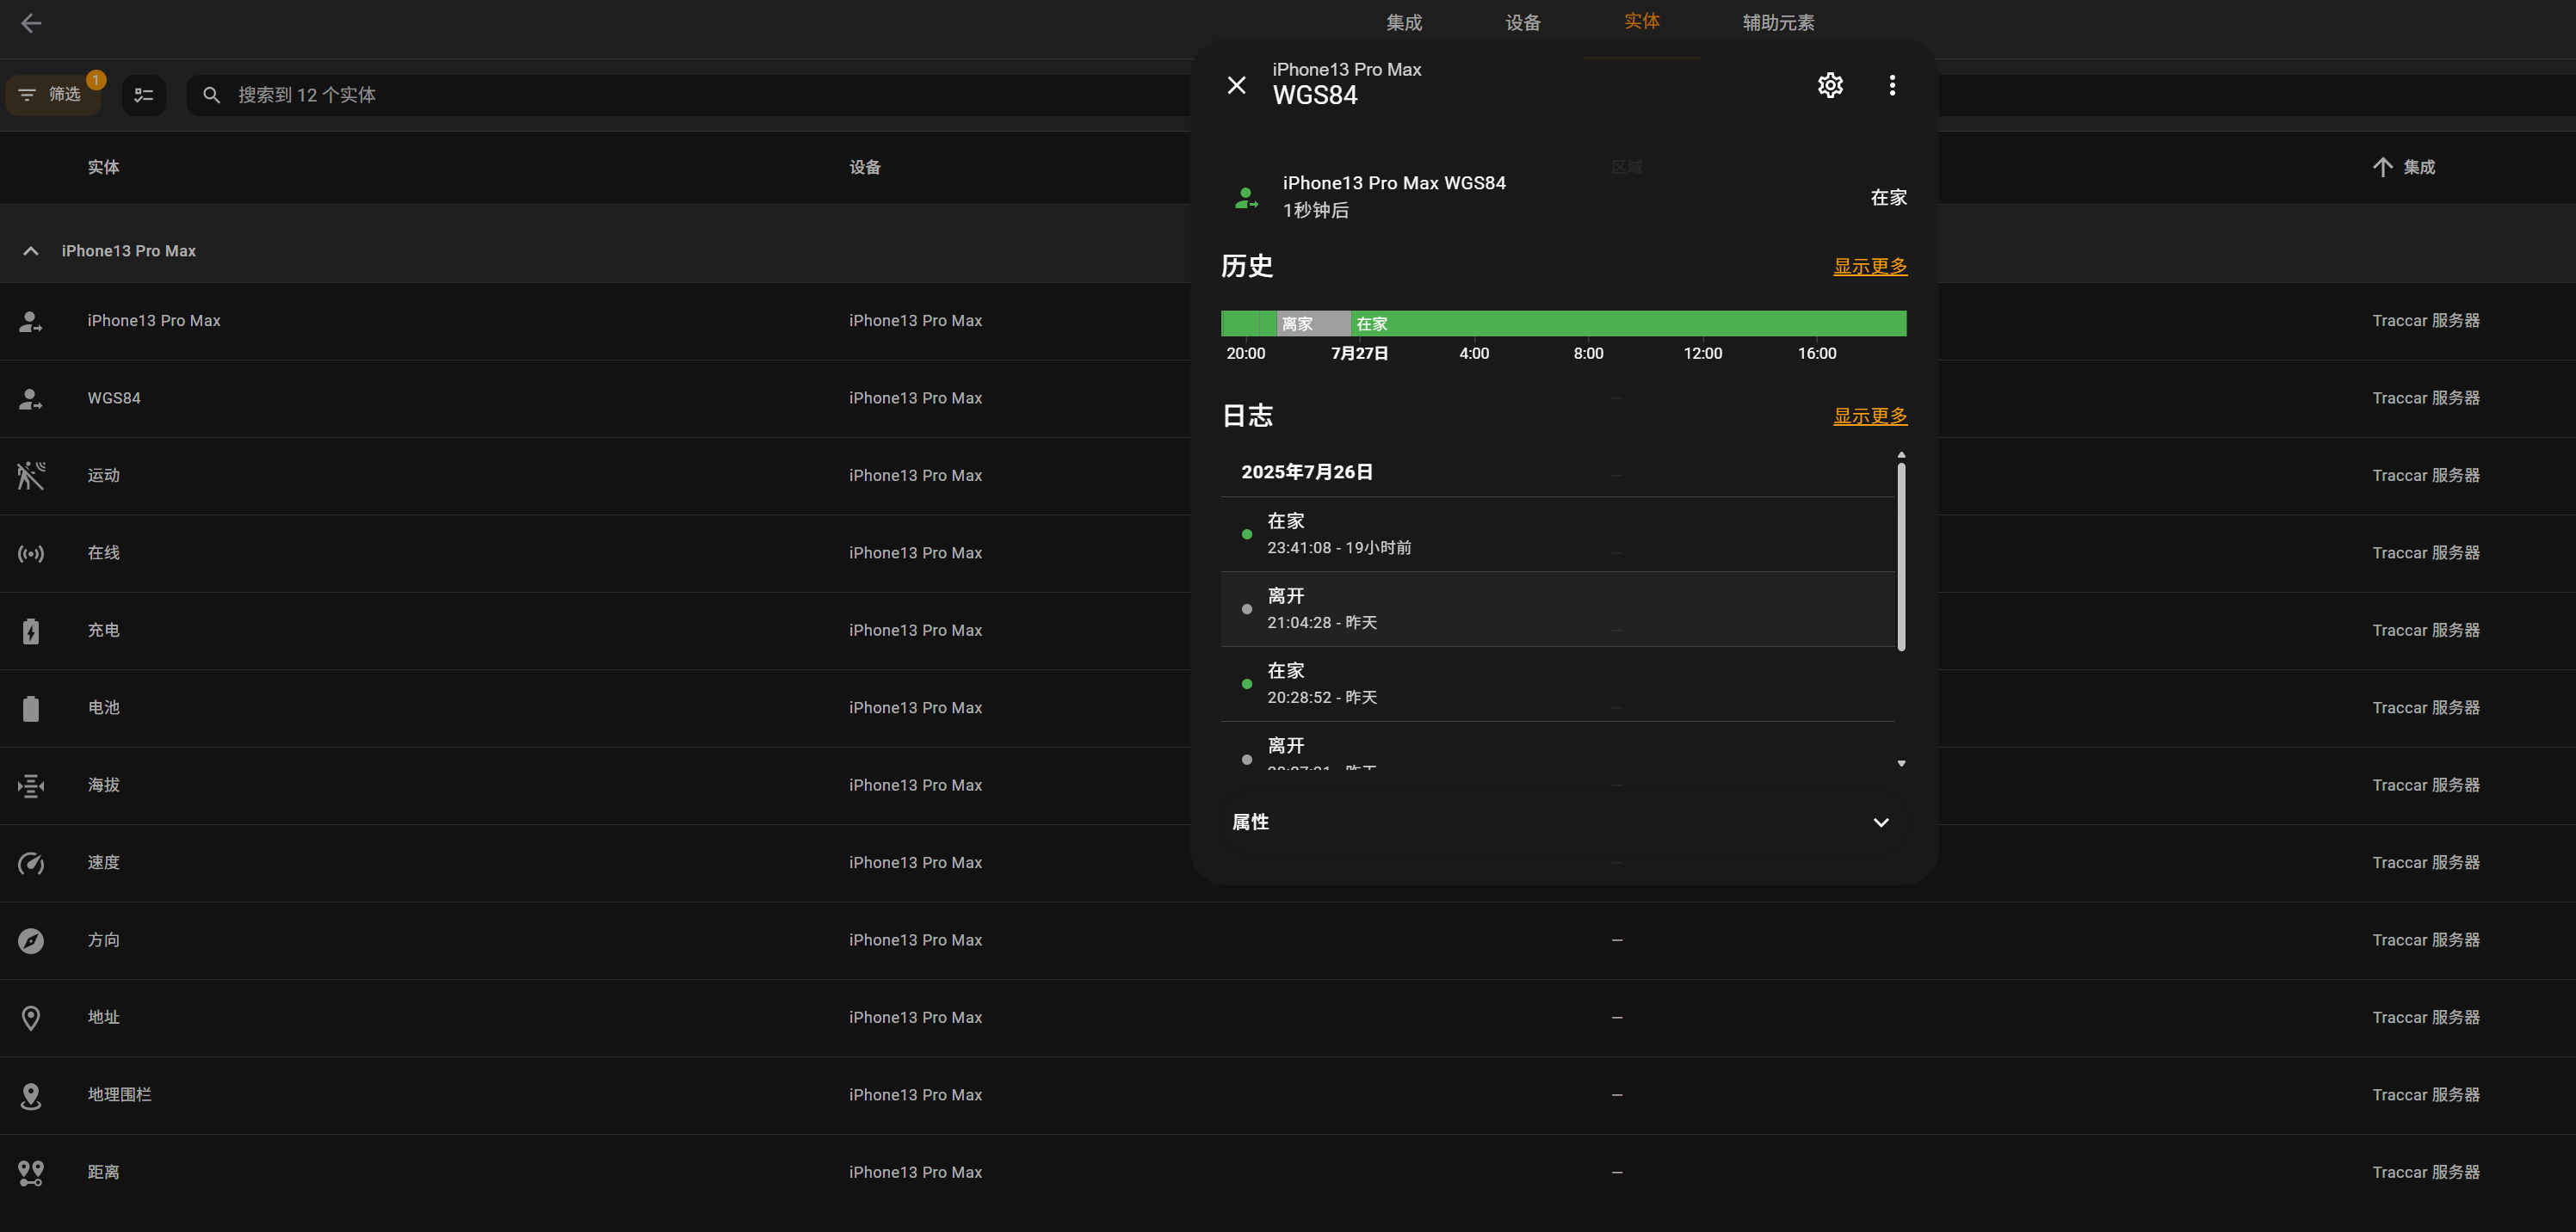 集成 设备 实体 辅助元素
筛选 1 搜索到 12 个实体
实体 设备 区域 集成
iPhone13 Pro Max
iPhone13 Pro Max iPhone13 Pro Max Traccar 服务器
WGS84 iPhone13 Pro Max Traccar 服务器
运动 iPhone13 Pro Max Traccar 服务器
在线 iPhone13 Pro Max Traccar 服务器
充电 iPhone13 Pro Max Traccar 服务器
电池 iPhone13 Pro Max Traccar 服务器
海拔 iPhone13 Pro Max Traccar 服务器
速度 iPhone13 Pro Max Traccar 服务器
方向 iPhone13 Pro Max — Traccar 服务器
地址 iPhone13 Pro Max — Traccar 服务器
地理围栏 iPhone13 Pro Max — Traccar 服务器
距离 iPhone13 Pro Max — Traccar 服务器
iPhone13 Pro Max
WGS84
iPhone13 Pro Max WGS84
1秒钟后
在家
历史 显示更多
离家 在家
20:00 7月27日 4:00 8:00 12:00 16:00
日志 显示更多
2025年7月26日
在家
23:41:08 - 19小时前
离开
21:04:28 - 昨天
在家
20:28:52 - 昨天
离开
属性